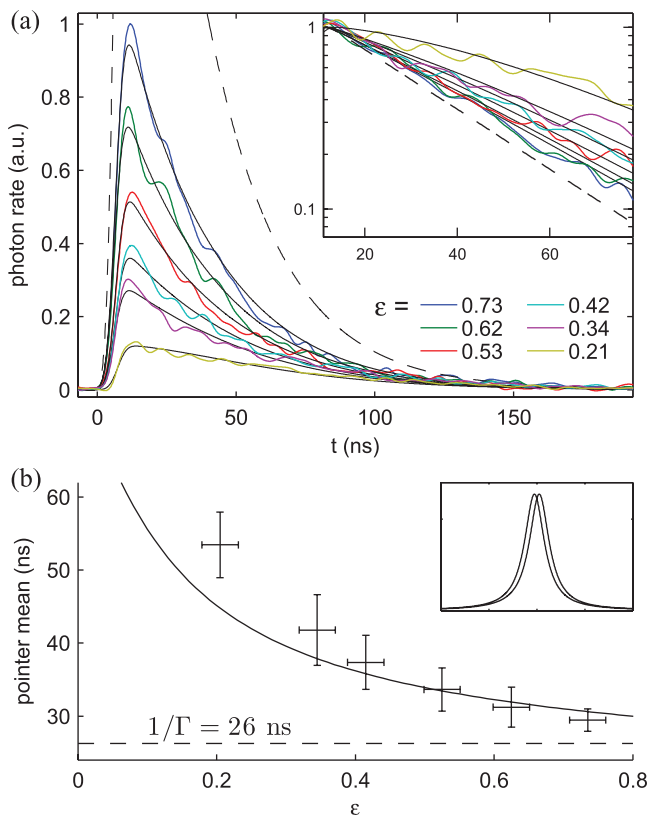 (a)
photon rate (a.u.)
1
0.8
0.6
0.4
0.2
0
0 50 100 150
t (ns)
1
0.1
20 40 60
ε =
0.73 0.42
0.62 0.34
0.53 0.21
(b)
pointer mean (ns)
60
50
40
30
1/Γ = 26 ns
0 0.2 0.4 0.6 0.8
ε